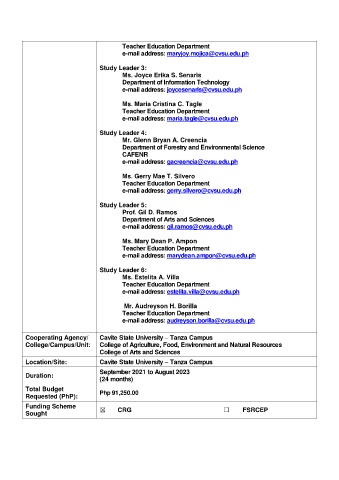 Teacher Education Department
e-mail address: maryjoy.mojica@cvsu.edu.ph
Study Leader 3:
Ms. Joyce Erika S. Senaris
Department of Information Technology
e-mail address: joycesenaris@cvsu.edu.ph
Ms. Maria Cristina C. Tagle
Teacher Education Department
e-mail address: maria.tagle@cvsu.edu.ph
Study Leader 4:
Mr. Glenn Bryan A. Creencia
Department of Forestry and Environmental Science
CAFENR
e-mail address: gacreencia@cvsu.edu.ph
Ms. Gerry Mae T. Silvero
Teacher Education Department
e-mail address: gerry.silvero@cvsu.edu.ph
Study Leader 5:
Prof. Gil D. Ramos
Department of Arts and Sciences
e-mail address: gil.ramos@cvsu.edu.ph
Ms. Mary Dean P. Ampon
Teacher Education Department
e-mail address: marydean.ampon@cvsu.edu.ph
Study Leader 6:
Ms. Estelita A. Villa
Teacher Education Department
e-mail address: estelita.villa@cvsu.edu.ph
Mr. Audreyson H. Borilla
Teacher Education Department
e-mail address: audreyson.borilla@cvsu.edu.ph
Cooperating Agency/ College/Campus/Unit:
Cavite State University – Tanza Campus
College of Agriculture, Food, Environment and Natural Resources
College of Arts and Sciences
Location/Site: Cavite State University – Tanza Campus
Duration: September 2021 to August 2023
(24 months)
Total Budget
Requested (PhP): Php 91,250.00
Funding Scheme
Sought ☒ CRG ☐ FSRCEP